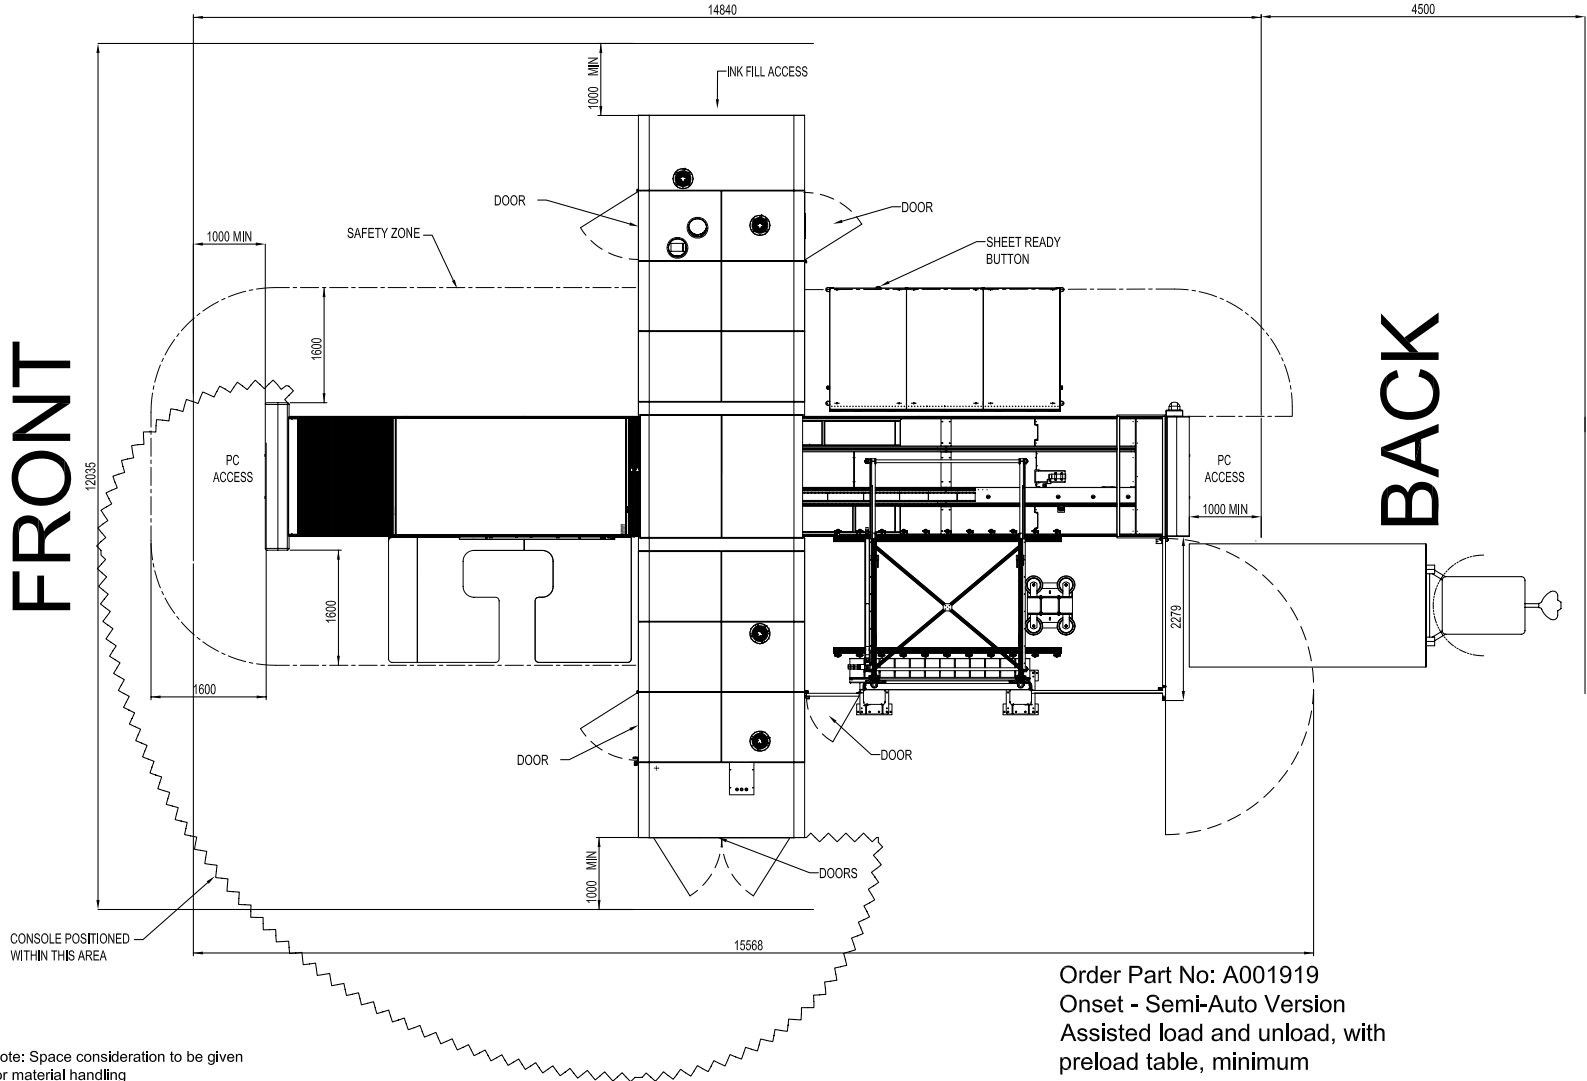 14840
4500
1000 MIN
INK FILL ACCESS
DOOR
DOOR
SAFETY ZONE
1000 MIN
SHEET READY
BUTTON
1600
FRONT
BACK
12035
PC
ACCESS
PC
ACCESS
1000 MIN
1600
2279
1600
DOOR
DOOR
1000 MIN
DOORS
CONSOLE POSITIONED
WITHIN THIS AREA
15568
Order Part No: A001919
Onset - Semi-Auto Version
Assisted load and unload, with
preload table, minimum
ote: Space consideration to be given
or material handling